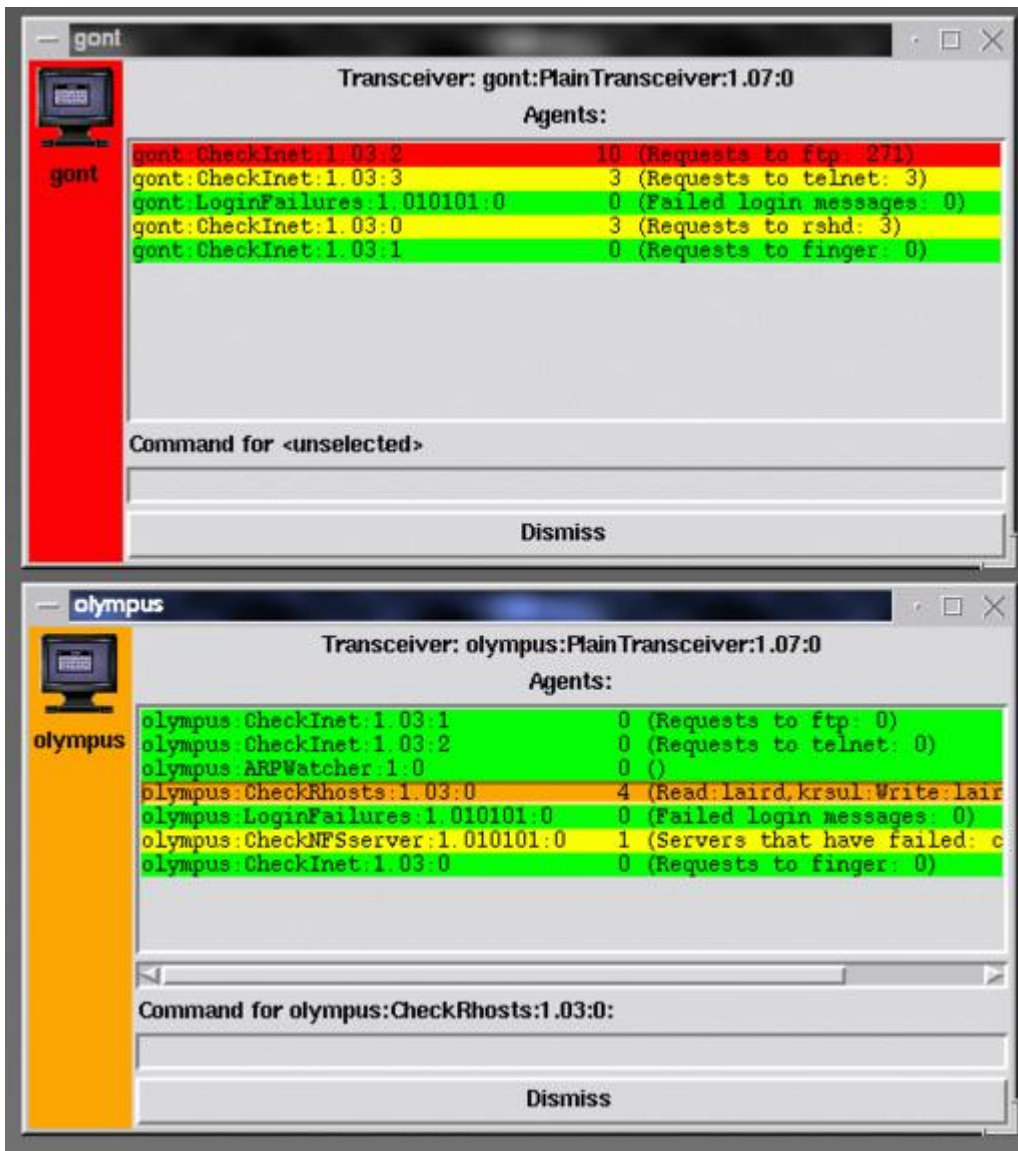 gont
Transceiver: gont:PlainTransceiver:1.07:0
Agents:
gont
gont:CheckInet:1.03:2 10 (Requests to ftp: 271)
gont:CheckInet:1.03:3 3 (Requests to telnet: 3)
gont:LoginFailures:1.010101:0 0 (Failed login messages: 0)
gont:CheckInet:1.03:0 3 (Requests to rshd: 3)
gont:CheckInet:1.03:1 0 (Requests to finger: 0)
Command for <unselected>
Dismiss
olympus
Transceiver: olympus:PlainTransceiver:1.07:0
Agents:
olympus
olympus:CheckInet:1.03:1 0 (Requests to ftp: 0)
olympus:CheckInet:1.03:2 0 (Requests to telnet: 0)
olympus:ARPWatcher:1:0 0 ()
olympus:CheckRhosts:1.03:0 4 (Read:laird,krsul:Write:lair
olympus:LoginFailures:1.010101:0 0 (Failed login messages: 0)
olympus:CheckNFSserver:1.010101:0 1 (Servers that have failed: c
olympus:CheckInet:1.03:0 0 (Requests to finger: 0)
Command for olympus:CheckRhosts:1.03:0:
Dismiss